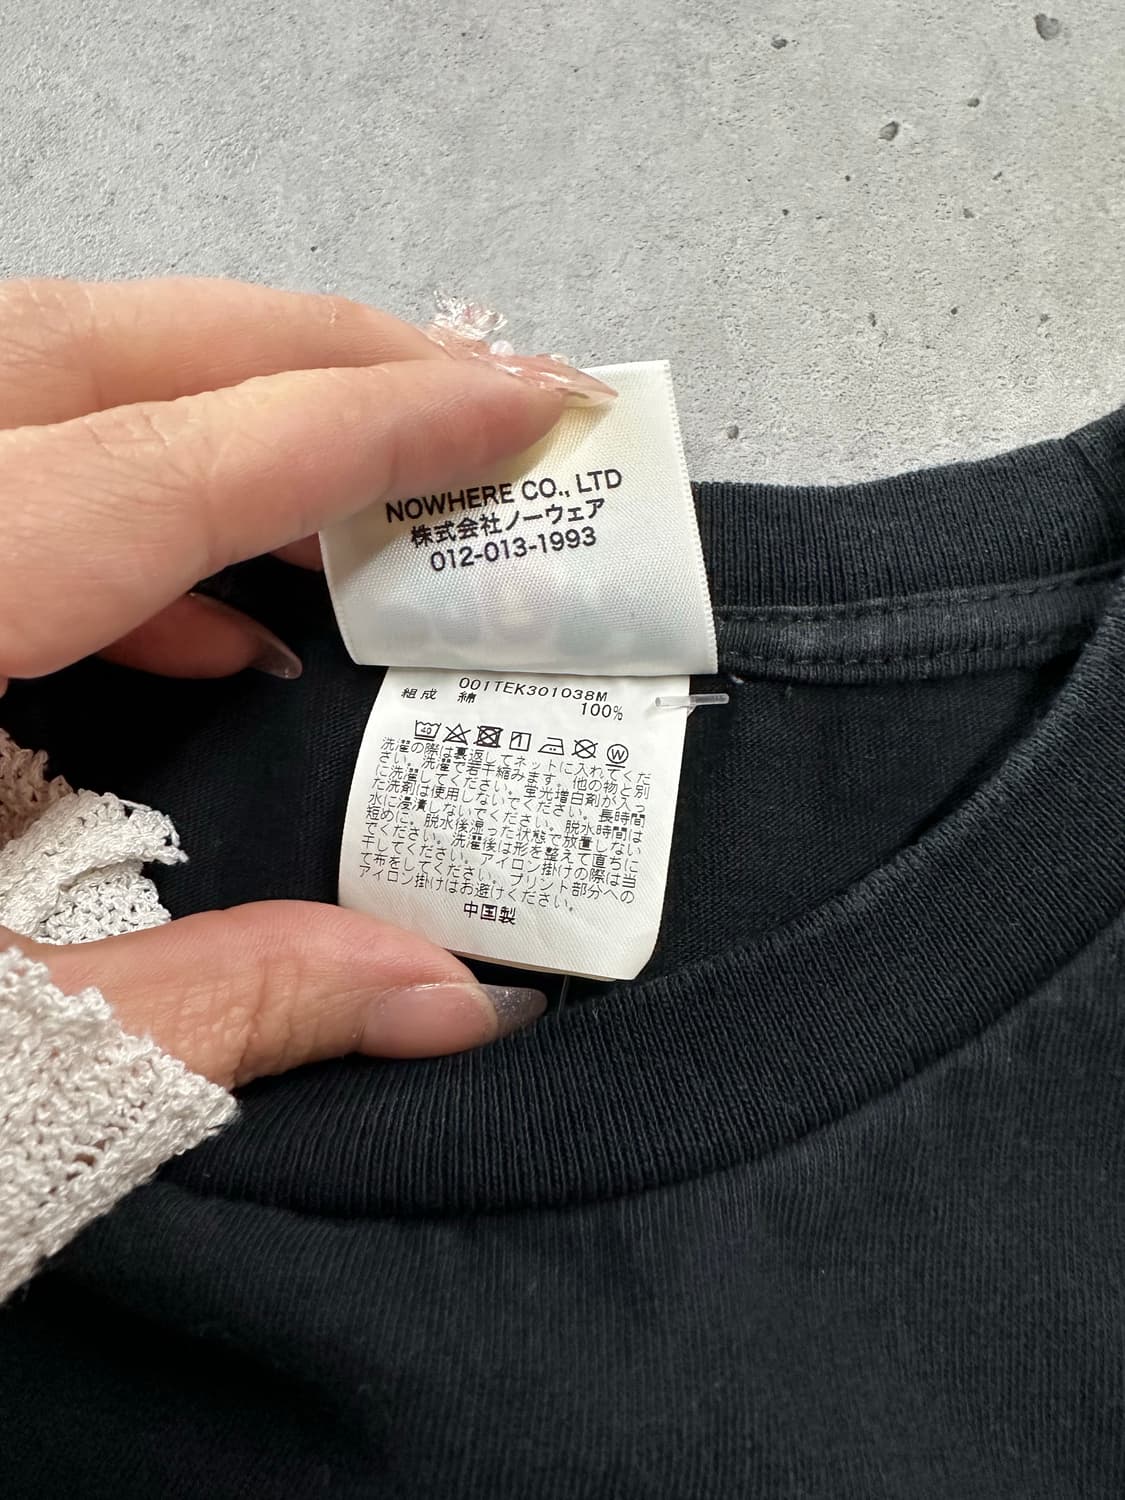 NOWHERE CO., LTD
株式会社ノーウェア
012-013-1993
001TEK301038M
組成 綿 100%
40
W
洗濯の際は裏返してネットに入れてくだ
さい。洗濯で若干縮みます。他の物と別
に洗濯してください。蛍光増白剤が入っ
た洗剤は使用しないでください。長時間
水に浸漬しないでください。脱水時間は
短めに。脱水後湿った状態で放置しない
でください。洗濯後は形を整えて直ちに
干してください。アイロン掛けの際は当
て布をしてください。プリント部分への
アイロン掛けはお避けください。
中国製